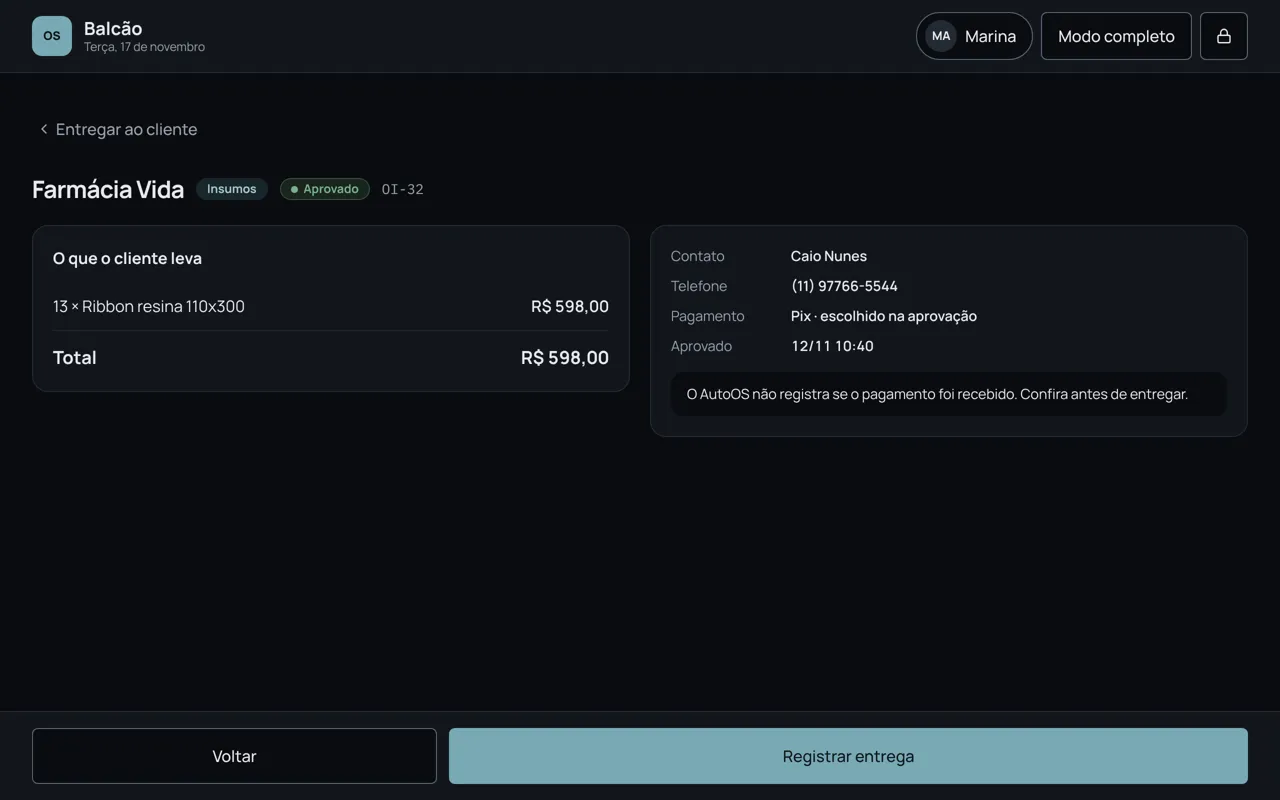 OS
Balcão
Terça, 17 de novembro
MA Marina
Modo completo
Entregar ao cliente
Farmácia Vida
Insumos
Aprovado
OI-32
O que o cliente leva
13 × Ribbon resina 110x300 R$ 598,00
Total R$ 598,00
Contato Caio Nunes
Telefone (11) 97766-5544
Pagamento Pix · escolhido na aprovação
Aprovado 12/11 10:40
O AutoOS não registra se o pagamento foi recebido. Confira antes de entregar.
Voltar
Registrar entrega